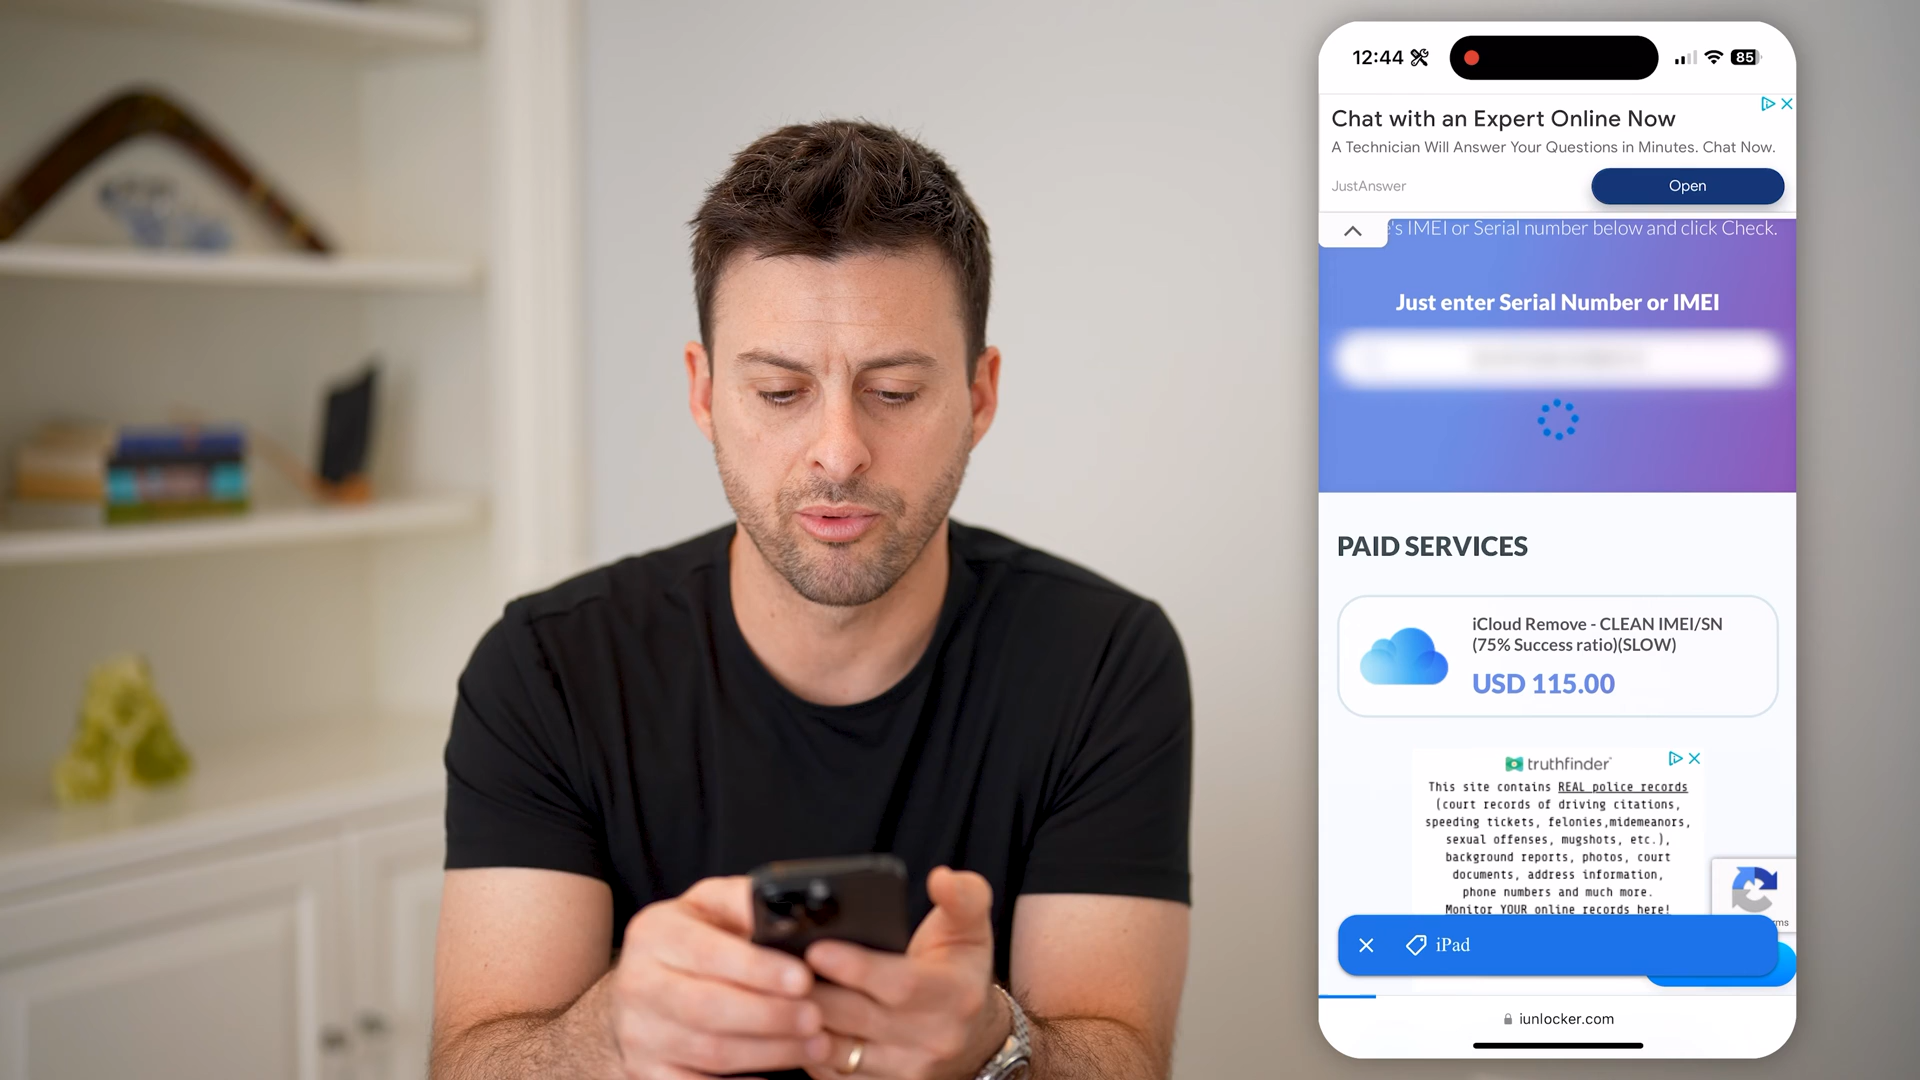 12:44
85
Chat with an Expert Online Now
A Technician Will Answer Your Questions in Minutes. Chat Now.
JustAnswer
Open
's IMEI or Serial number below and click Check.
Just enter Serial Number or IMEI
PAID SERVICES
iCloud Remove - CLEAN IMEI/SN
(75% Success ratio)(SLOW)
USD 115.00
truthfinder
This site contains REAL police records
(court records of driving citations,
speeding tickets, felonies,midemeanors,
sexual offenses, mugshots, etc.),
background reports, photos, court
documents, address information,
phone numbers and much more.
Monitor YOUR online records here!
iPad
iunlocker.com